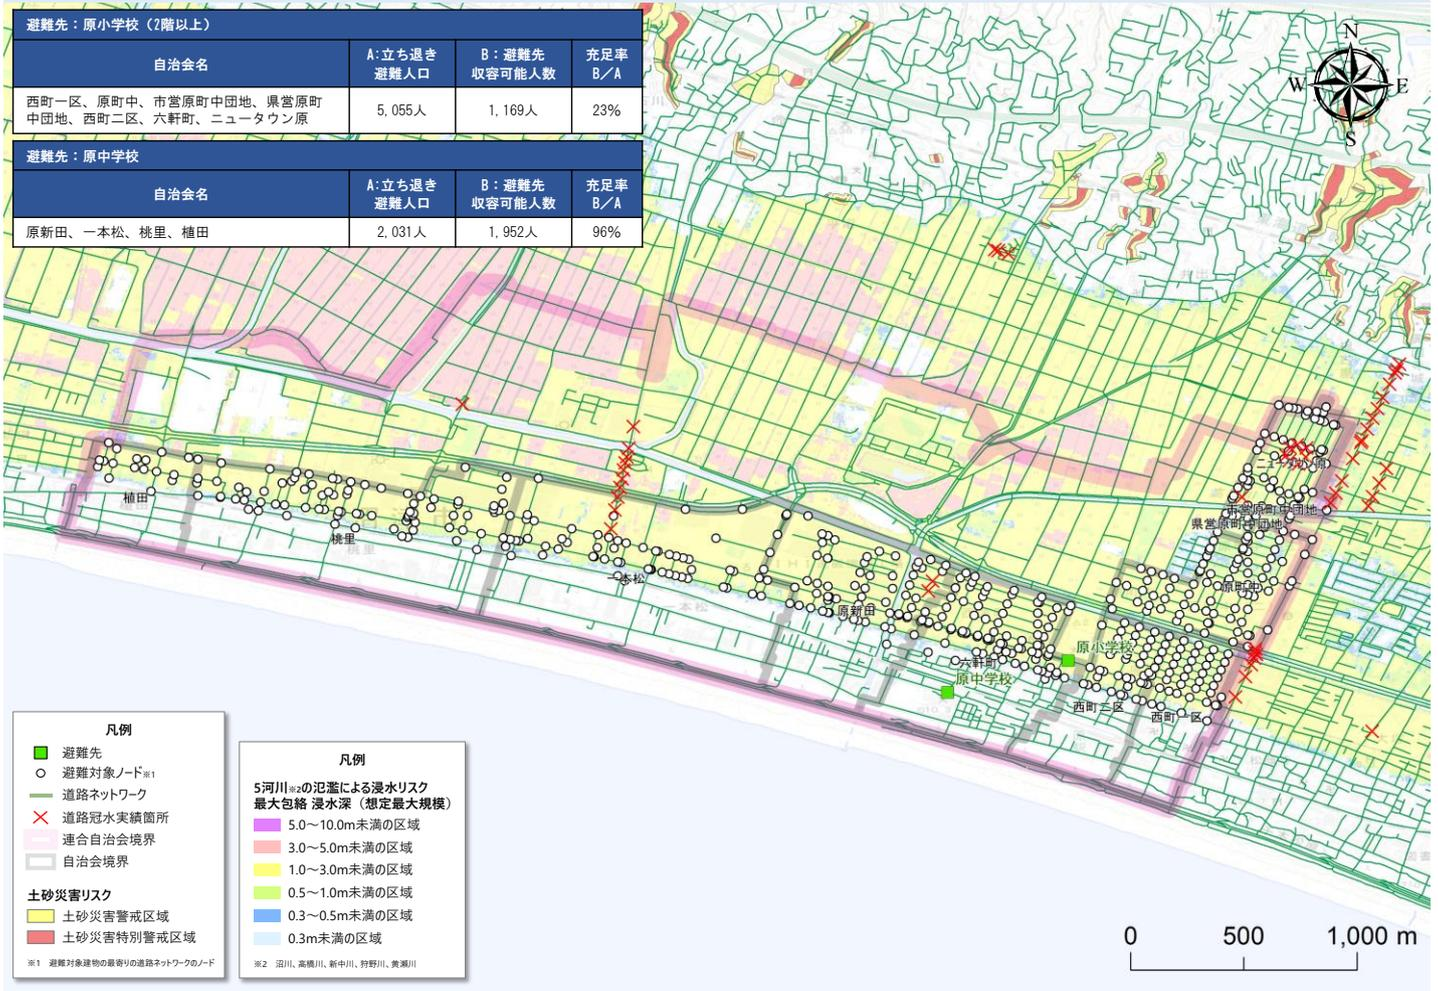 避難先：原小学校（2階以上）
自治会名
A:立ち退き
避難人口
B：避難先
収容可能人数
充足率
B／A
西町一区、原町中、市営原町中団地、県営原町
中団地、西町二区、六軒町、ニュータウン原
5,055人
1,169人
23%
避難先：原中学校
自治会名
A:立ち退き
避難人口
B：避難先
収容可能人数
充足率
B／A
原新田、一本松、桃里、植田
2,031人
1,952人
96%
N
W
E
S
ニュータウン原
市営原町中団地
県営原町中団地
植田
桃里
一本松
原新田
原町中
六軒町
原小学校
原中学校
西町二区
西町一区
凡例
避難先
避難対象ノード※1
道路ネットワーク
道路冠水実績箇所
連合自治会境界
自治会境界
土砂災害リスク
土砂災害警戒区域
土砂災害特別警戒区域
※1　避難対象建物の最寄りの道路ネットワークのノード
凡例
5河川※2の氾濫による浸水リスク
最大包絡 浸水深（想定最大規模）
5.0～10.0m未満の区域
3.0～5.0m未満の区域
1.0～3.0m未満の区域
0.5～1.0m未満の区域
0.3～0.5m未満の区域
0.3m未満の区域
※2　沼川、高橋川、新中川、狩野川、黄瀬川
0
500
1,000 m